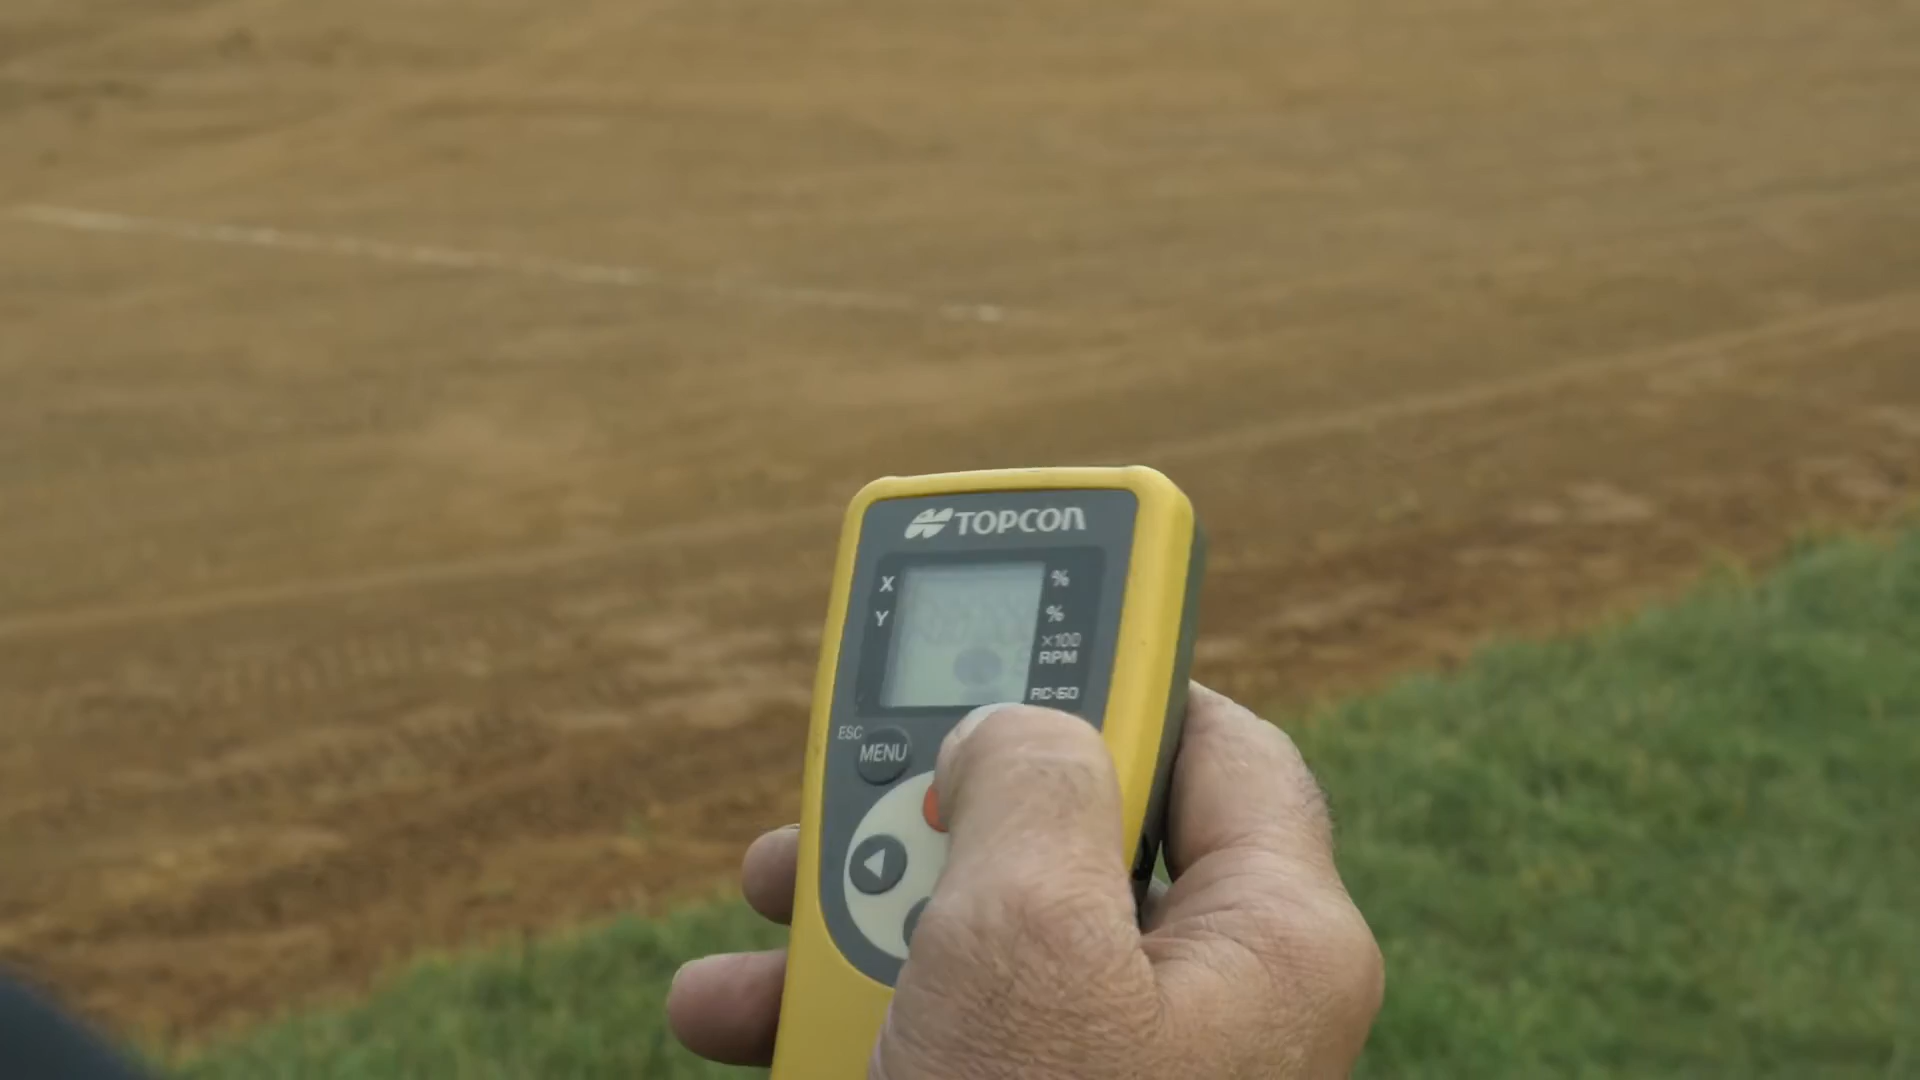 TOPCON
X %
Y %
×100
RPM
RC-60
ESC
MENU